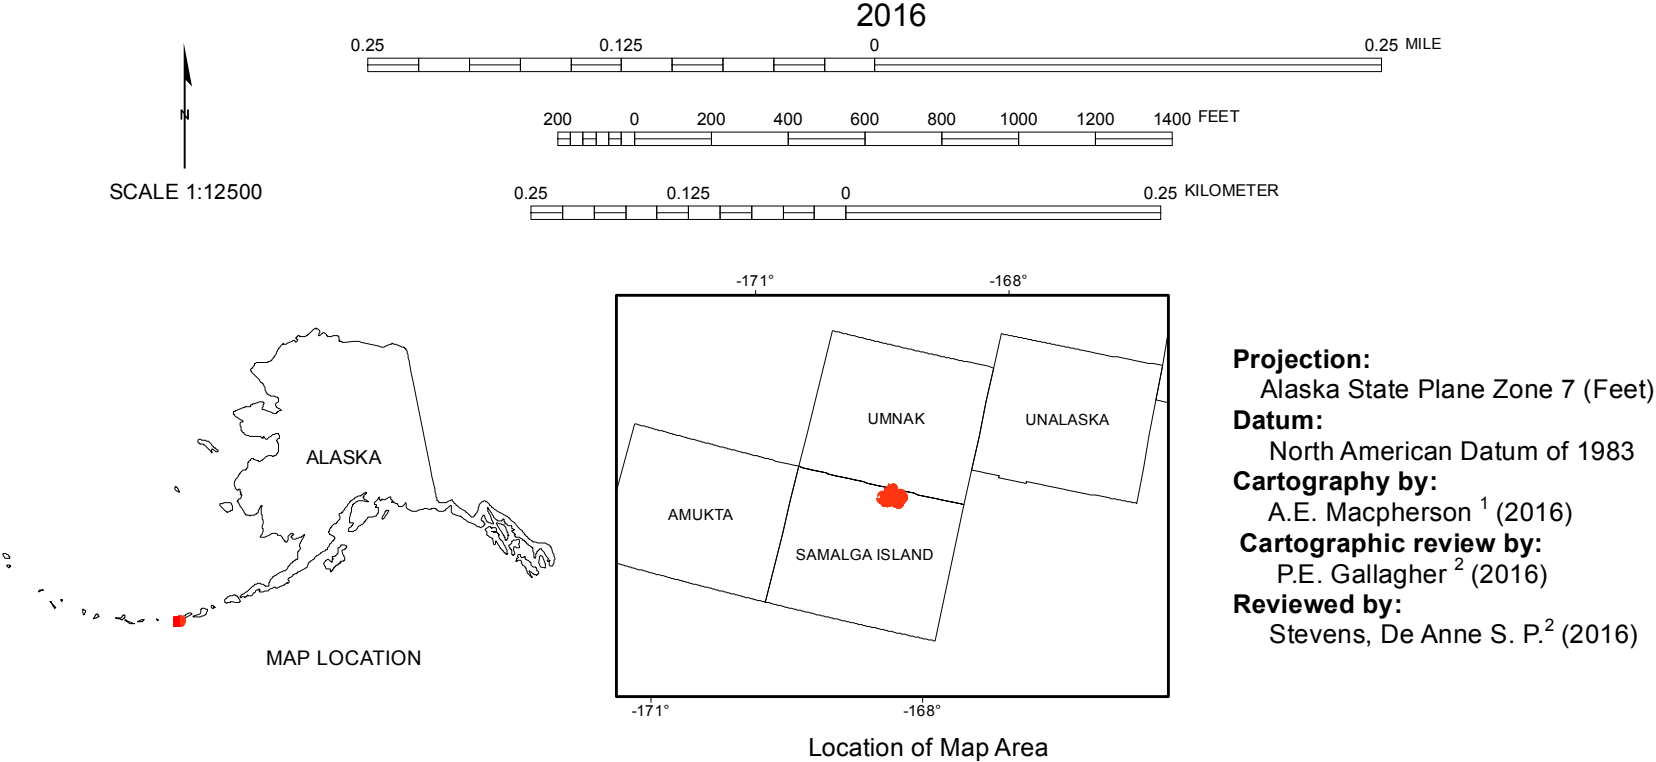 2016
0.25 0.125 0 0.25 MILE
200 0 200 400 600 800 1000 1200 1400 FEET
0.25 0.125 0 0.25 KILOMETER
N
SCALE 1:12500
ALASKA
MAP LOCATION
-171° -168°
UMNAK
UNALASKA
AMUKTA
SAMALGA ISLAND
-171° -168°
Location of Map Area
Projection:
Alaska State Plane Zone 7 (Feet)
Datum:
North American Datum of 1983
Cartography by:
A.E. Macpherson 1 (2016)
Cartographic review by:
P.E. Gallagher 2 (2016)
Reviewed by:
Stevens, De Anne S. P.2 (2016)